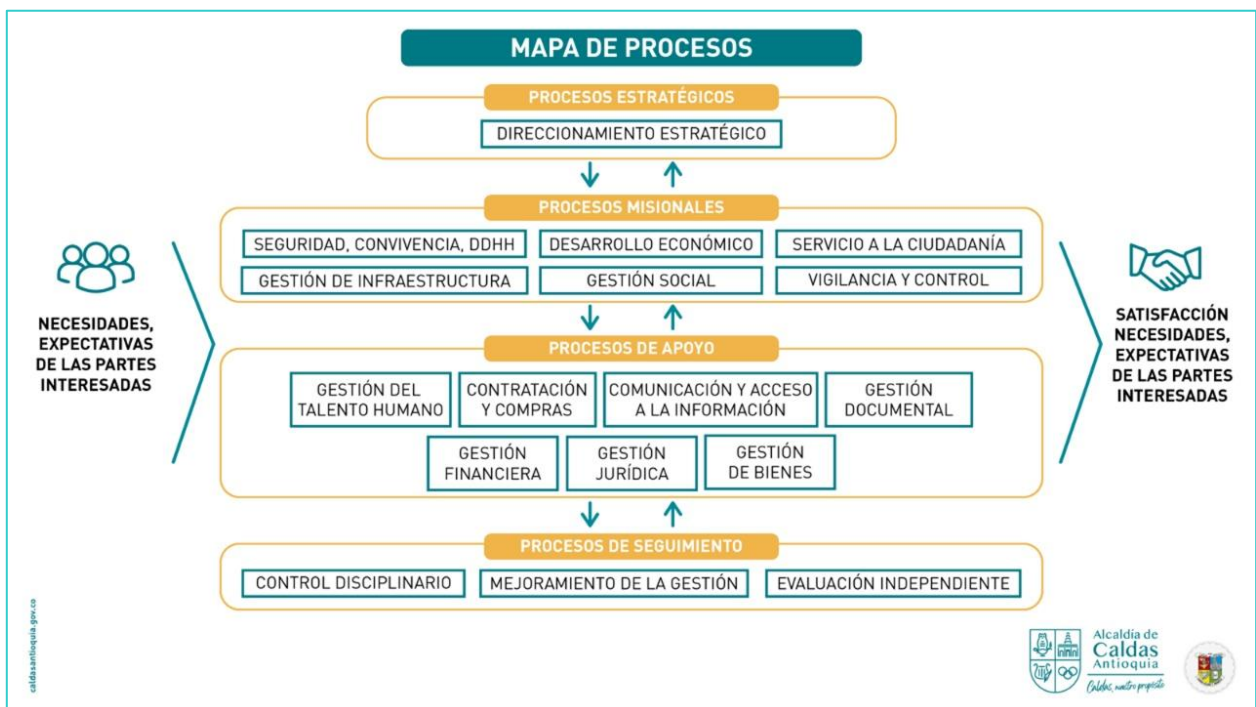 MAPA DE PROCESOS
PROCESOS ESTRATÉGICOS
DIRECCIONAMIENTO ESTRATÉGICO
PROCESOS MISIONALES
SEGURIDAD, CONVIVENCIA, DDHH
DESARROLLO ECONÓMICO
SERVICIO A LA CIUDADANÍA
GESTIÓN DE INFRAESTRUCTURA
GESTIÓN SOCIAL
VIGILANCIA Y CONTROL
NECESIDADES,
EXPECTATIVAS
DE LAS PARTES
INTERESADAS
SATISFACCIÓN
NECESIDADES,
EXPECTATIVAS
DE LAS PARTES
INTERESADAS
PROCESOS DE APOYO
GESTIÓN DEL
TALENTO HUMANO
CONTRATACIÓN
Y COMPRAS
COMUNICACIÓN Y ACCESO
A LA INFORMACIÓN
GESTIÓN
DOCUMENTAL
GESTIÓN
FINANCIERA
GESTIÓN
JURÍDICA
GESTIÓN
DE BIENES
PROCESOS DE SEGUIMIENTO
CONTROL DISCIPLINARIO
MEJORAMIENTO DE LA GESTIÓN
EVALUACIÓN INDEPENDIENTE
caldasantioquia.gov.co
Alcaldía de
Caldas
Antioquia
Caldas, nuestro propósito